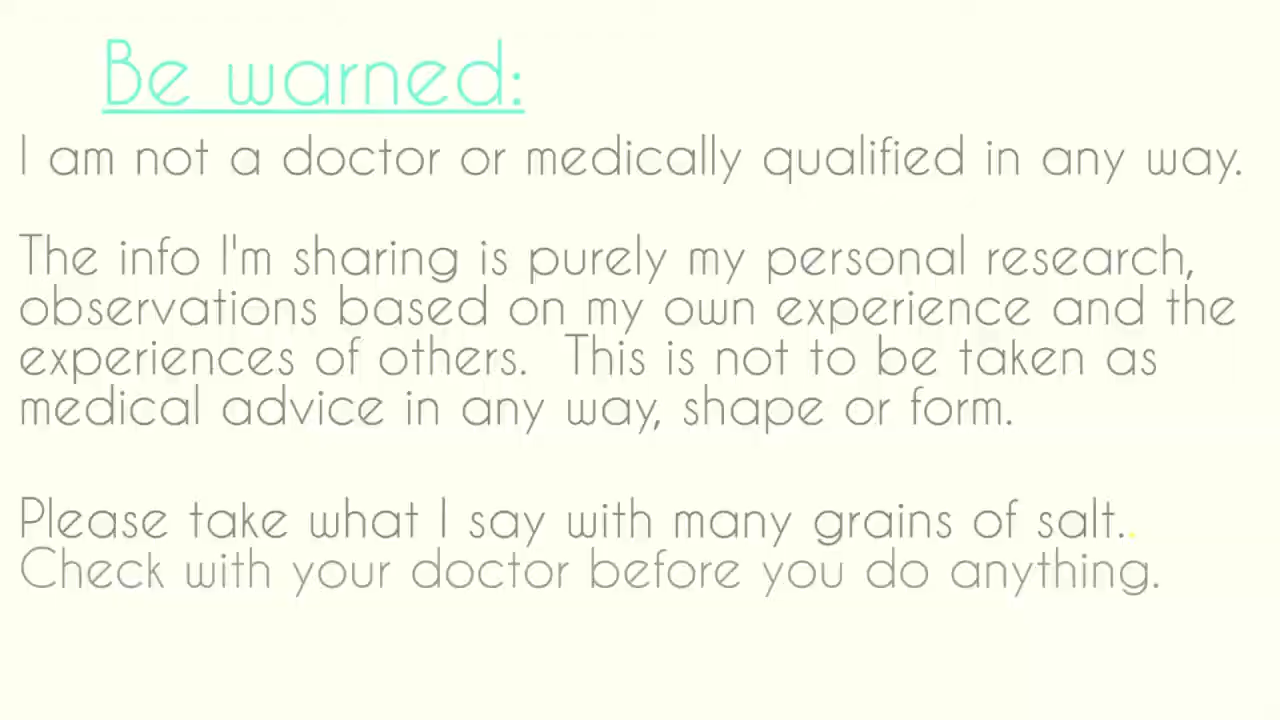 Be warned:
I am not a doctor or medically qualified in any way.
The info I'm sharing is purely my personal research,
observations based on my own experience and the
experiences of others.  This is not to be taken as
medical advice in any way, shape or form.
Please take what I say with many grains of salt..
Check with your doctor before you do anything.